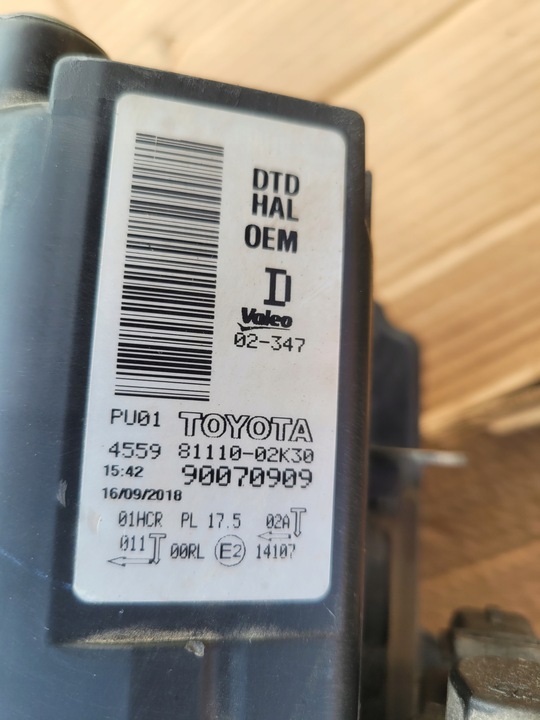 DTD
HAL
OEM
D
Valeo
02-347
PU01 TOYOTA
4559 81110-02K30
15:42 90070909
16/09/2018
01HCR PL 17.5 02A
011 00RL E2 14107